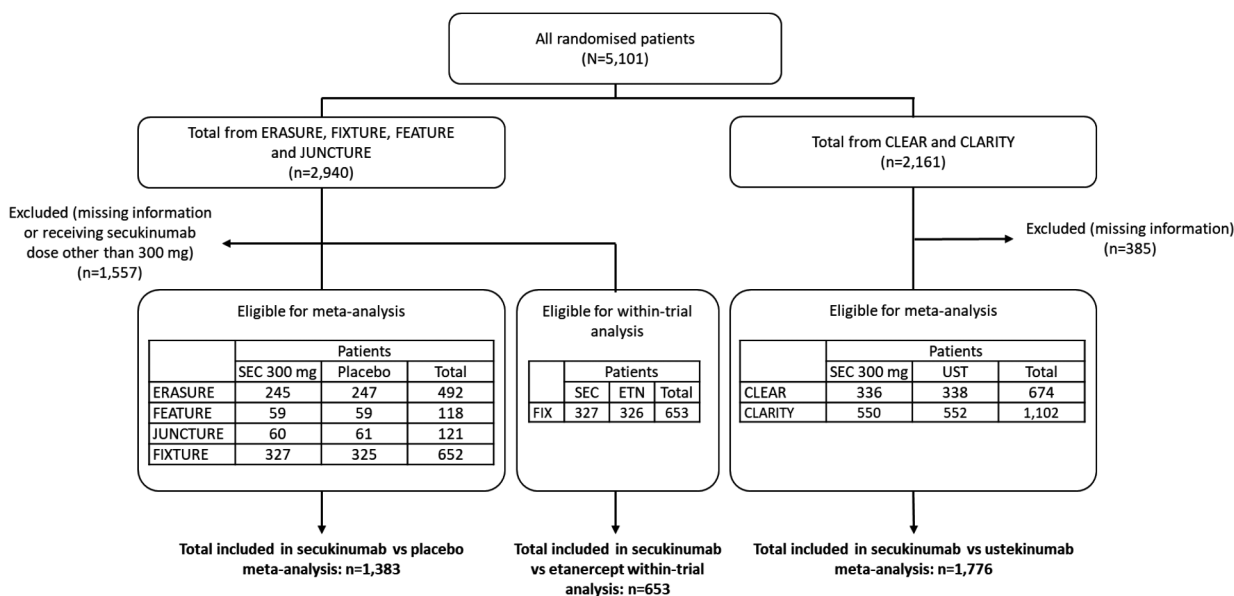 All randomised patients
(N=5,101)
Total from ERASURE, FIXTURE, FEATURE
and JUNCTURE
(n=2,940)
Total from CLEAR and CLARITY
(n=2,161)
Excluded (missing information
or receiving secukinumab
dose other than 300 mg)
(n=1,557)
Excluded (missing information)
(n=385)
Eligible for meta-analysis
Patients
SEC 300 mg Placebo Total
ERASURE 245 247 492
FEATURE 59 59 118
JUNCTURE 60 61 121
FIXTURE 327 325 652
Eligible for within-trial
analysis
Patients
SEC ETN Total
FIX 327 326 653
Eligible for meta-analysis
Patients
SEC 300 mg UST Total
CLEAR 336 338 674
CLARITY 550 552 1,102
Total included in secukinumab vs placebo
meta-analysis: n=1,383
Total included in secukinumab
vs etanercept within-trial
analysis: n=653
Total included in secukinumab vs ustekinumab
meta-analysis: n=1,776